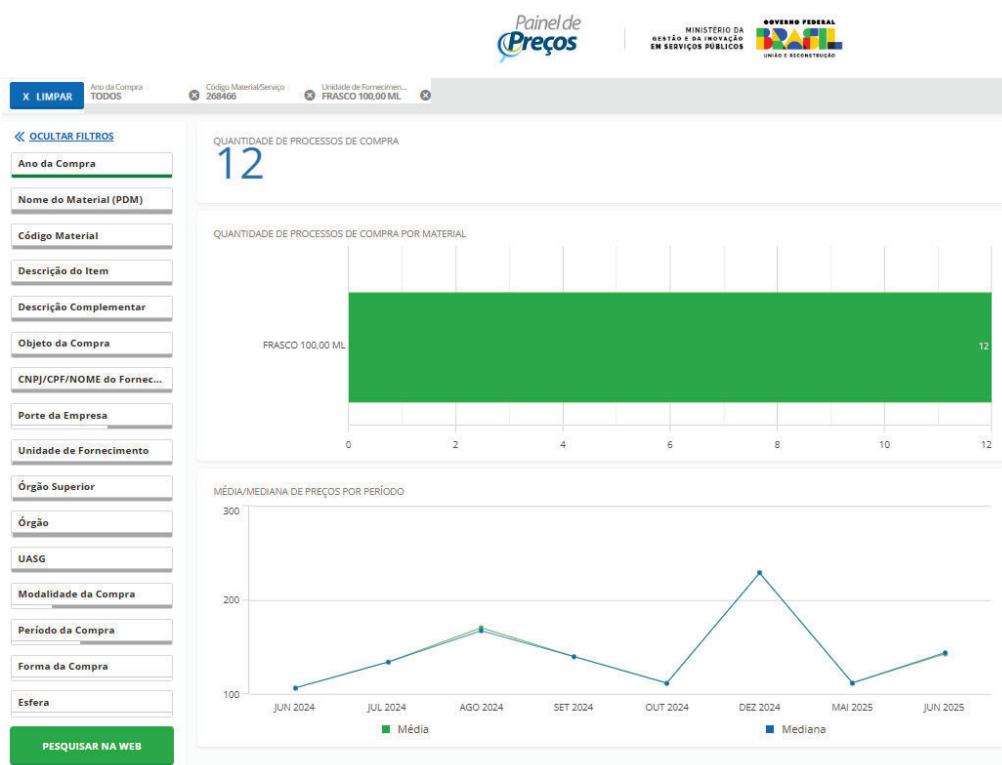 Painel de
Preços
MINISTÉRIO DA
GESTÃO E DA INOVAÇÃO
EM SERVIÇOS PÚBLICOS
GOVERNO FEDERAL
BRASIL
UNIÃO E RECONSTRUÇÃO
X LIMPAR
Ano da Compra
TODOS
Código Material/Serviço
268466
Unidade de Fornecimen...
FRASCO 100,00 ML
OCULTAR FILTROS
Ano da Compra
Nome do Material (PDM)
Código Material
Descrição do Item
Descrição Complementar
Objeto da Compra
CNPJ/CPF/NOME do Fornec...
Porte da Empresa
Unidade de Fornecimento
Órgão Superior
Órgão
UASG
Modalidade da Compra
Período da Compra
Forma da Compra
Esfera
PESQUISAR NA WEB
QUANTIDADE DE PROCESSOS DE COMPRA
12
QUANTIDADE DE PROCESSOS DE COMPRA POR MATERIAL
FRASCO 100,00 ML
12
0 2 4 6 8 10 12
MÉDIA/MEDIANA DE PREÇOS POR PERÍODO
300
200
100
JUN 2024 JUL 2024 AGO 2024 SET 2024 OUT 2024 DEZ 2024 MAI 2025 JUN 2025
Média Mediana